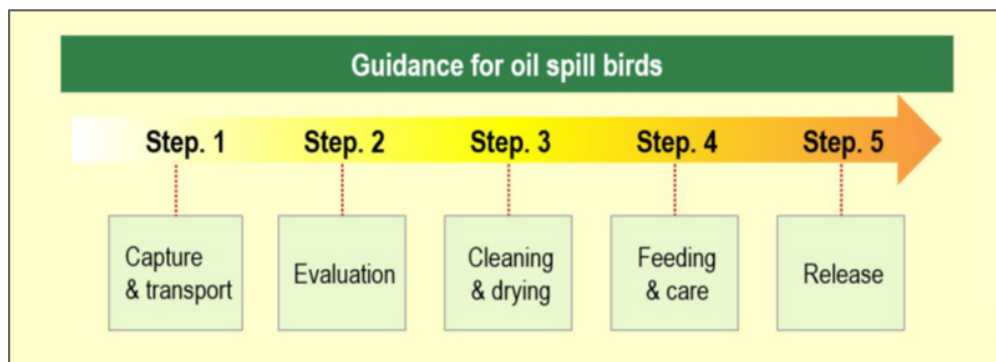 Guidance for oil spill birds
Step. 1 Step. 2 Step. 3 Step. 4 Step. 5
Capture
& transport
Evaluation
Cleaning
& drying
Feeding
& care
Release